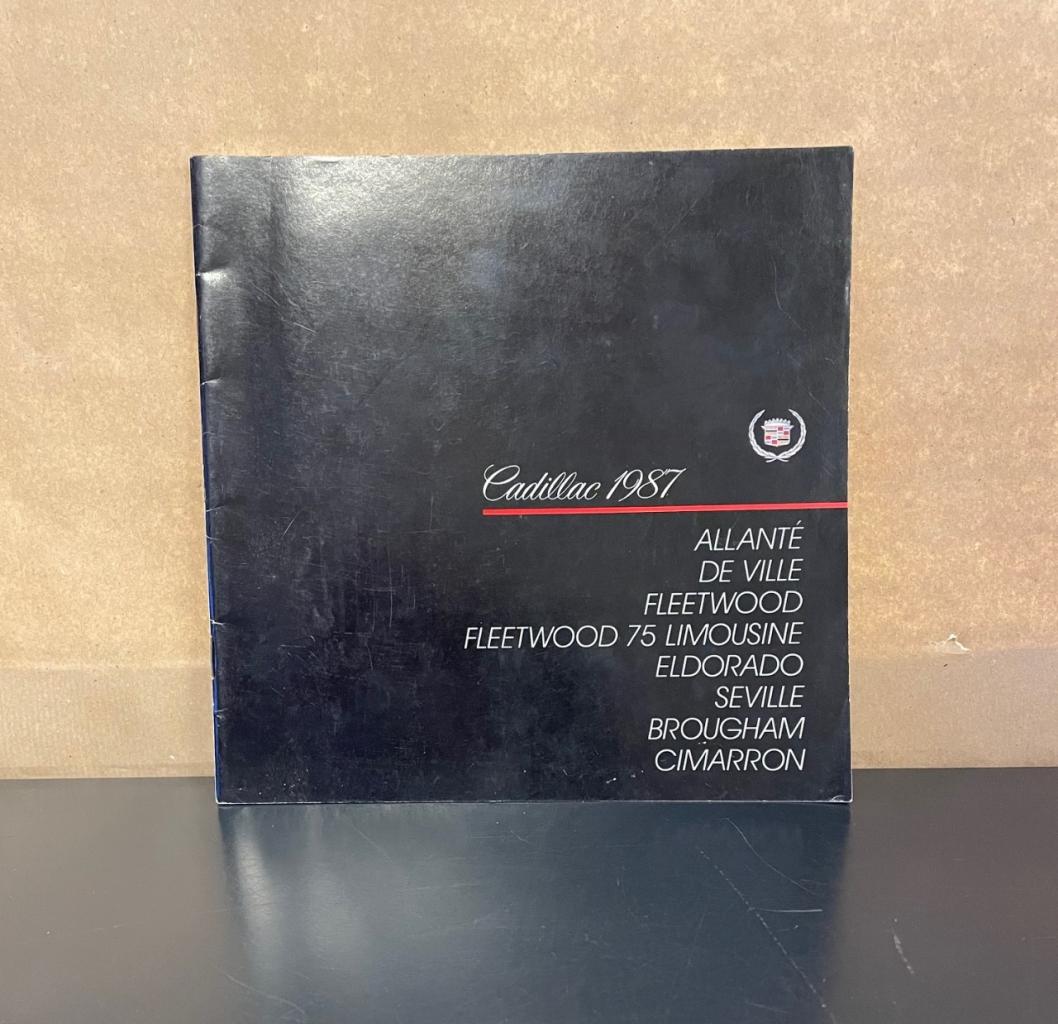 Cadillac 1987
ALLANTÉ
DE VILLE
FLEETWOOD
FLEETWOOD 75 LIMOUSINE
ELDORADO
SEVILLE
BROUGHAM
CIMARRON